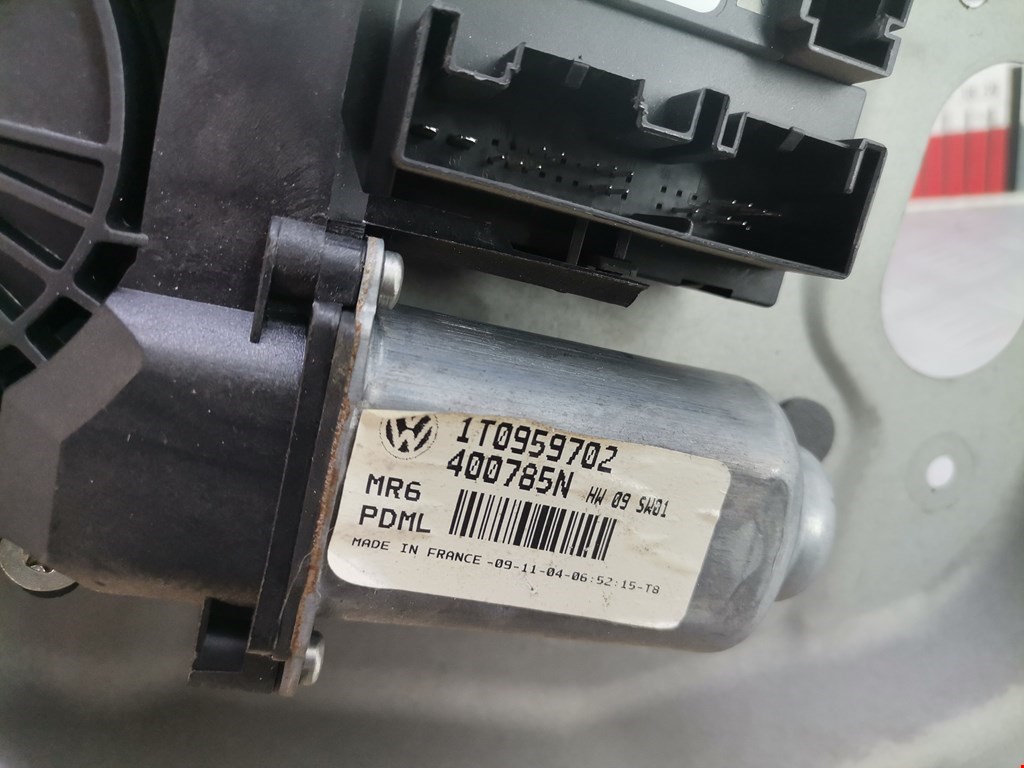 1T0959702
400785N HW 09 SW01
MR6
PDML
MADE IN FRANCE -09-11-04-06:52:15-T8